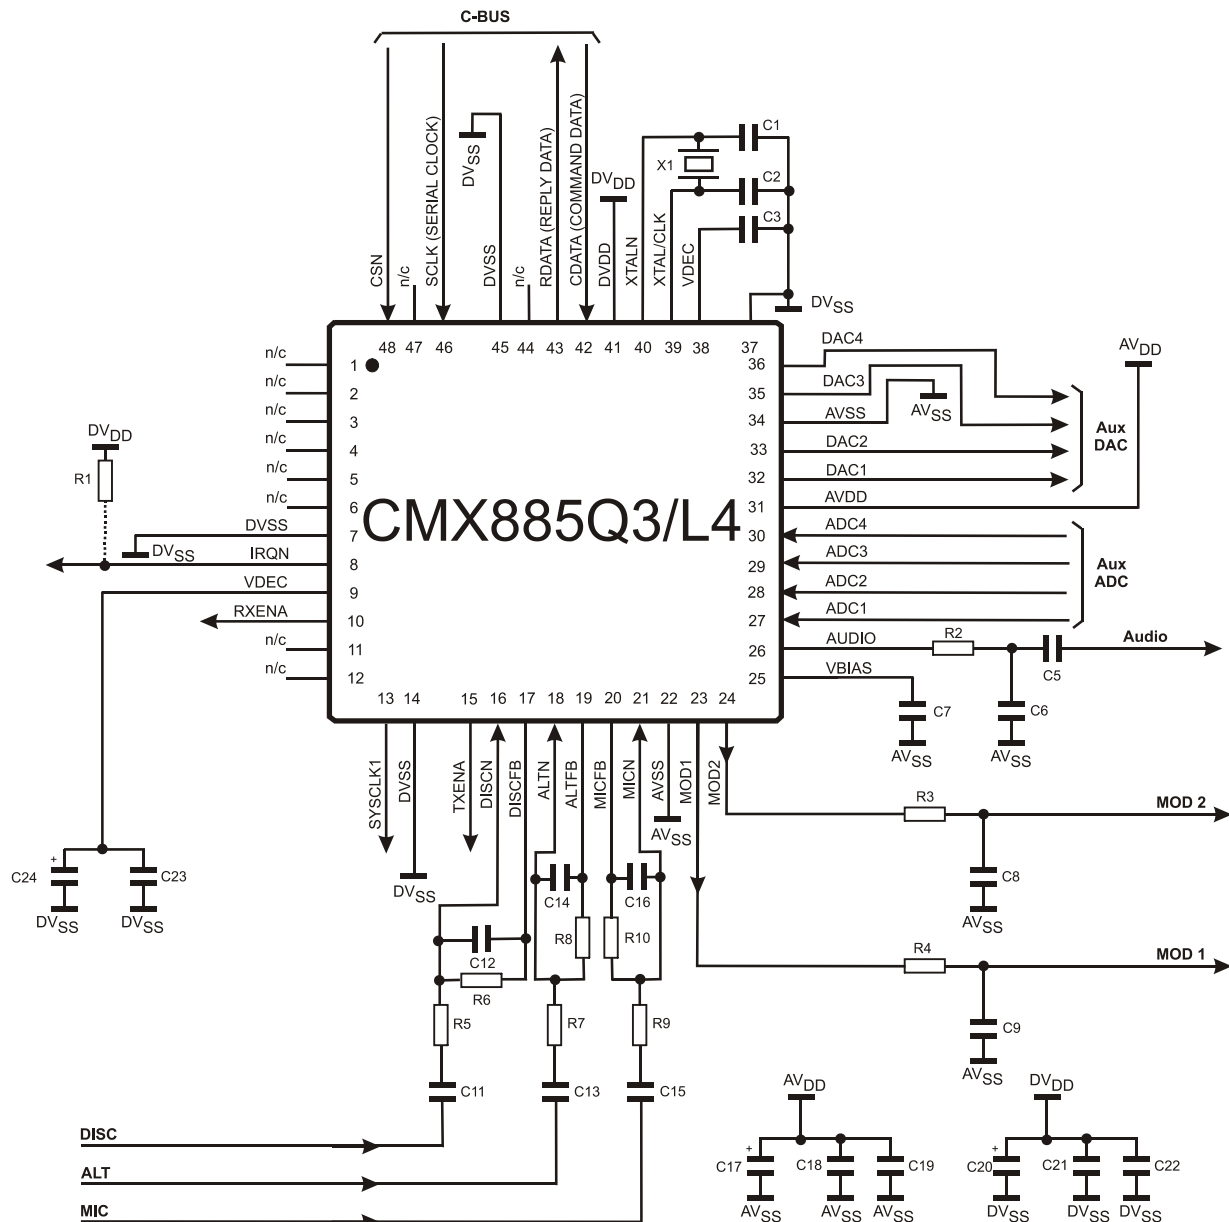 C-BUS
CSN
n/c
SCLK (SERIAL CLOCK)
DVSS
DVSS
n/c
RDATA (REPLY DATA)
CDATA (COMMAND DATA)
DVDD
DVDD
XTALN
XTAL/CLK
VDEC
X1
C1
C2
C3
DVSS
48 47 46 45 44 43 42 41 40 39 38 37
n/c 1
n/c 2
n/c 3
n/c 4
n/c 5
n/c 6
DVDD
R1
DVSS 7
DVSS
IRQN 8
VDEC 9
RXENA 10
n/c 11
n/c 12
CMX885Q3/L4
36 DAC4
35 DAC3
34 AVSS
AVSS
33 DAC2
32 DAC1
31 AVDD
AVDD
Aux
DAC
30 ADC4
29 ADC3
28 ADC2
27 ADC1
Aux
ADC
26 AUDIO
R2
C5
Audio
25 VBIAS
C7
C6
AVSS
AVSS
13 14 15 16 17 18 19 20 21 22 23 24
SYSCLK1
DVSS
TXENA
DISCN
DISCFB
ALTN
ALTFB
MICFB
MICN
AVSS
MOD1
MOD2
AVSS
DVSS
R3
MOD 2
C8
AVSS
+
C24
C23
DVSS
DVSS
C14
C16
R8
R10
C12
R6
R4
MOD 1
C9
AVSS
R5
R7
R9
C11
C13
C15
DISC
ALT
MIC
AVDD
+
C17
C18
C19
AVSS
AVSS
AVSS
DVDD
+
C20
C21
C22
DVSS
DVSS
DVSS